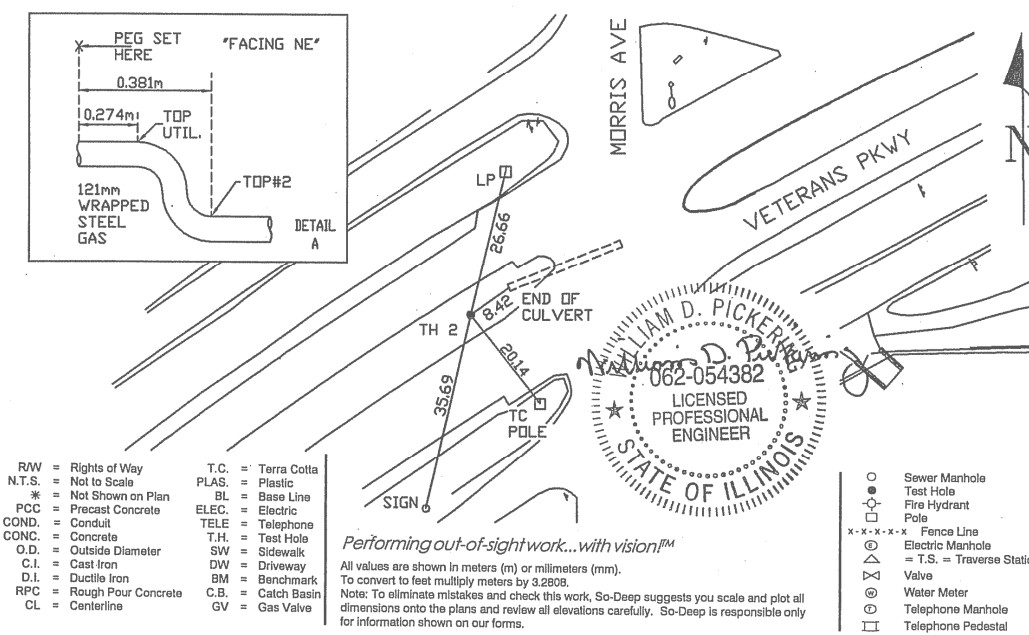 PEG SET HERE
"FACING NE"
0.381m
0.274m
TOP UTIL.
TOP#2
121mm
WRAPPED
STEEL
GAS
DETAIL
A
MORRIS AVE
VETERANS PKWY
N
LP
26.66
8.42
END OF
CULVERT
TH 2
20.14
35.69
TC
POLE
SIGN
WILLIAM D. PICKERING
William D. Pickering
062-054382
LICENSED
PROFESSIONAL
ENGINEER
STATE OF ILLINOIS
R/W = Rights of Way
N.T.S. = Not to Scale
* = Not Shown on Plan
PCC = Precast Concrete
COND. = Conduit
CONC. = Concrete
O.D. = Outside Diameter
C.I. = Cast Iron
D.I. = Ductile Iron
RPC = Rough Pour Concrete
CL = Centerline
T.C. = Terra Cotta
PLAS. = Plastic
BL = Base Line
ELEC. = Electric
TELE = Telephone
T.H. = Test Hole
SW = Sidewalk
DW = Driveway
BM = Benchmark
C.B. = Catch Basin
GV = Gas Valve
Performing out-of-sight work...with vision!™
All values are shown in meters (m) or milimeters (mm).
To convert to feet multiply meters by 3.2808.
Note: To eliminate mistakes and check this work, So-Deep suggests you scale and plot all
dimensions onto the plans and review all elevations carefully. So-Deep is responsible only
for information shown on our forms.
Sewer Manhole
Test Hole
Fire Hydrant
Pole
x-x-x-x-x Fence Line
E Electric Manhole
= T.S. = Traverse Static
Valve
W Water Meter
T Telephone Manhole
Telephone Pedestal